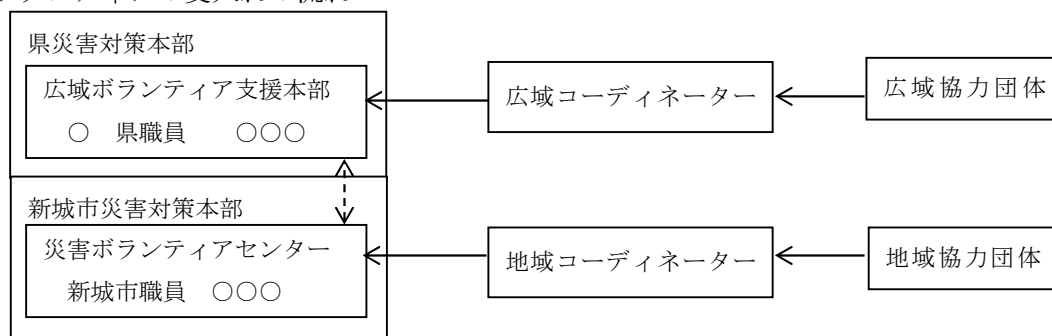 県災害対策本部
広域ボランティア支援本部
○ 県職員 ○○○
広域コーディネーター
広域協力団体
新城市災害対策本部
災害ボランティアセンター
新城市職員 ○○○
地域コーディネーター
地域協力団体